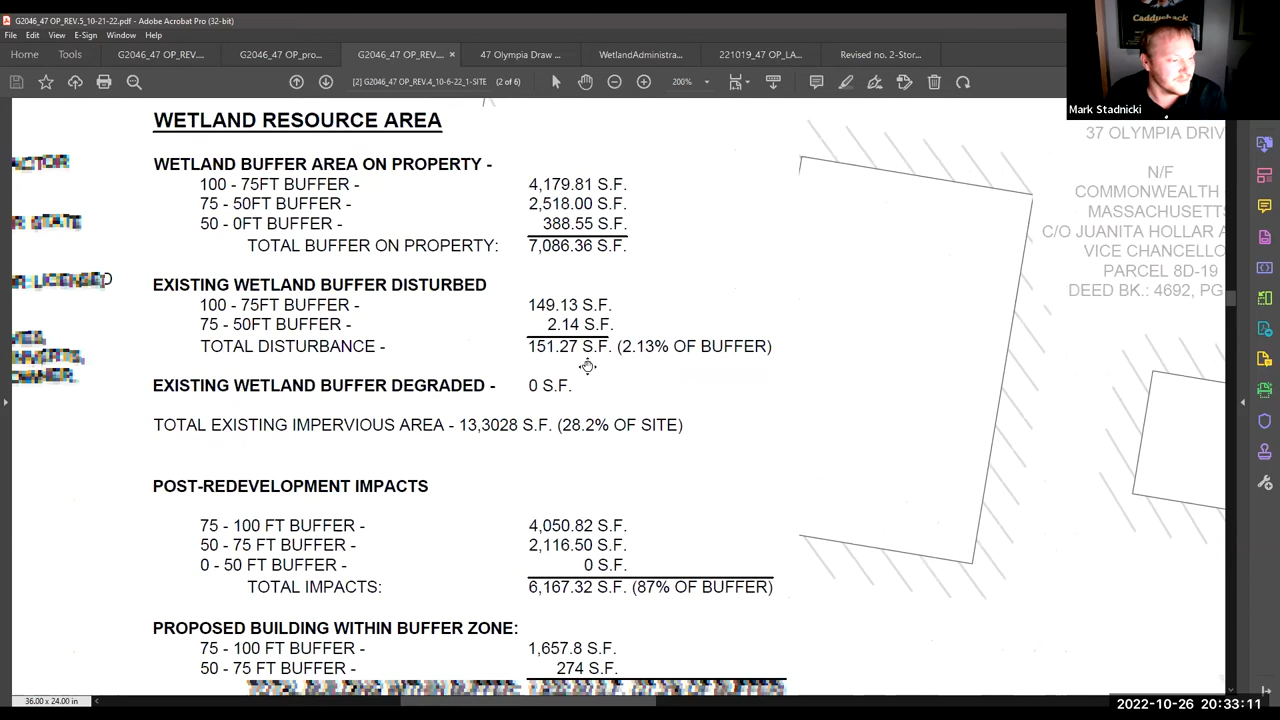 G2046_47 OP_REV.5_10-21-22.pdf - Adobe Acrobat Pro (32-bit)
File Edit View E-Sign Window Help
Home Tools G2046_47 OP_REV.... G2046_47 OP_pro... G2046_47 OP_REV... × 47 Olympia Draw ... WetlandAdministra... 221019_47 OP_LA... Revised no. 2-Stor...
[2] G2046_47 OP_REV.4_10-6-22_1-SITE (2 of 6) 200%
Caddyshack
Mark Stadnicki
WETLAND RESOURCE AREA
WETLAND BUFFER AREA ON PROPERTY -
100 - 75FT BUFFER - 4,179.81 S.F.
75 - 50FT BUFFER - 2,518.00 S.F.
50 - 0FT BUFFER - 388.55 S.F.
TOTAL BUFFER ON PROPERTY: 7,086.36 S.F.
EXISTING WETLAND BUFFER DISTURBED
100 - 75FT BUFFER - 149.13 S.F.
75 - 50FT BUFFER - 2.14 S.F.
TOTAL DISTURBANCE - 151.27 S.F. (2.13% OF BUFFER)
EXISTING WETLAND BUFFER DEGRADED - 0 S.F.
TOTAL EXISTING IMPERVIOUS AREA - 13,3028 S.F. (28.2% OF SITE)
POST-REDEVELOPMENT IMPACTS
75 - 100 FT BUFFER - 4,050.82 S.F.
50 - 75 FT BUFFER - 2,116.50 S.F.
0 - 50 FT BUFFER - 0 S.F.
TOTAL IMPACTS: 6,167.32 S.F. (87% OF BUFFER)
PROPOSED BUILDING WITHIN BUFFER ZONE:
75 - 100 FT BUFFER - 1,657.8 S.F.
50 - 75 FT BUFFER - 274 S.F.
TOTAL BUILDING WITHIN BUFFER:
37 OLYMPIA DRIV
N/F
COMMONWEALTH
MASSACHUSETTS
C/O JUANITA HOLLAR A
VICE CHANCELLO
PARCEL 8D-19
DEED BK.: 4692, PG
R STATE
LICENSED
OWNER.
36.00 x 24.00 in
2022-10-26 20:33:11